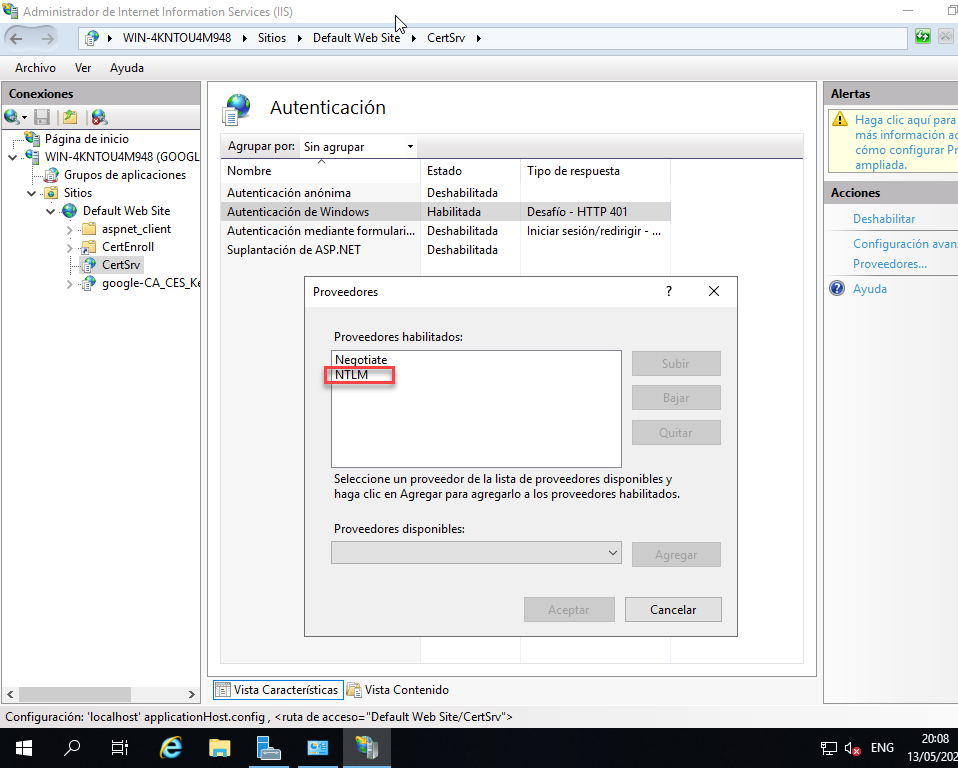 Administrador de Internet Information Services (IIS)
WIN-4KNTOU4M948 Sitios Default Web Site CertSrv
Archivo Ver Ayuda
Conexiones
Página de inicio
WIN-4KNTOU4M948 (GOOGL
Grupos de aplicaciones
Sitios
Default Web Site
aspnet_client
CertEnroll
CertSrv
google-CA_CES_Ke
Autenticación
Agrupar por: Sin agrupar
Nombre Estado Tipo de respuesta
Autenticación anónima Deshabilitada
Autenticación de Windows Habilitada Desafío - HTTP 401
Autenticación mediante formulari... Deshabilitada Iniciar sesión/redirigir - ...
Suplantación de ASP.NET Deshabilitada
Proveedores ?
Proveedores habilitados:
Negotiate
NTLM
Subir
Bajar
Quitar
Seleccione un proveedor de la lista de proveedores disponibles y
haga clic en Agregar para agregarlo a los proveedores habilitados.
Proveedores disponibles:
Agregar
Aceptar Cancelar
Alertas
Haga clic aquí para
más información ac
cómo configurar Pr
ampliada.
Acciones
Deshabilitar
Configuración avan
Proveedores...
Ayuda
Vista Características Vista Contenido
Configuración: 'localhost' applicationHost.config , <ruta de acceso="Default Web Site/CertSrv">
ENG
20:08
13/05/202